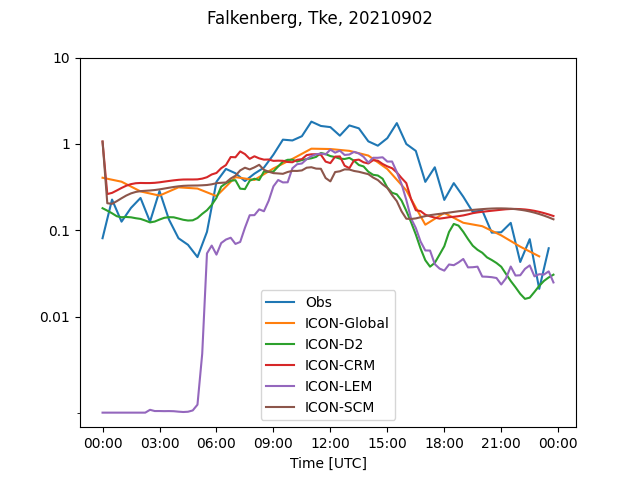 Falkenberg, Tke, 20210902
10
1
0.1
0.01
Obs
ICON-Global
ICON-D2
ICON-CRM
ICON-LEM
ICON-SCM
00:00 03:00 06:00 09:00 12:00 15:00 18:00 21:00 00:00
Time [UTC]